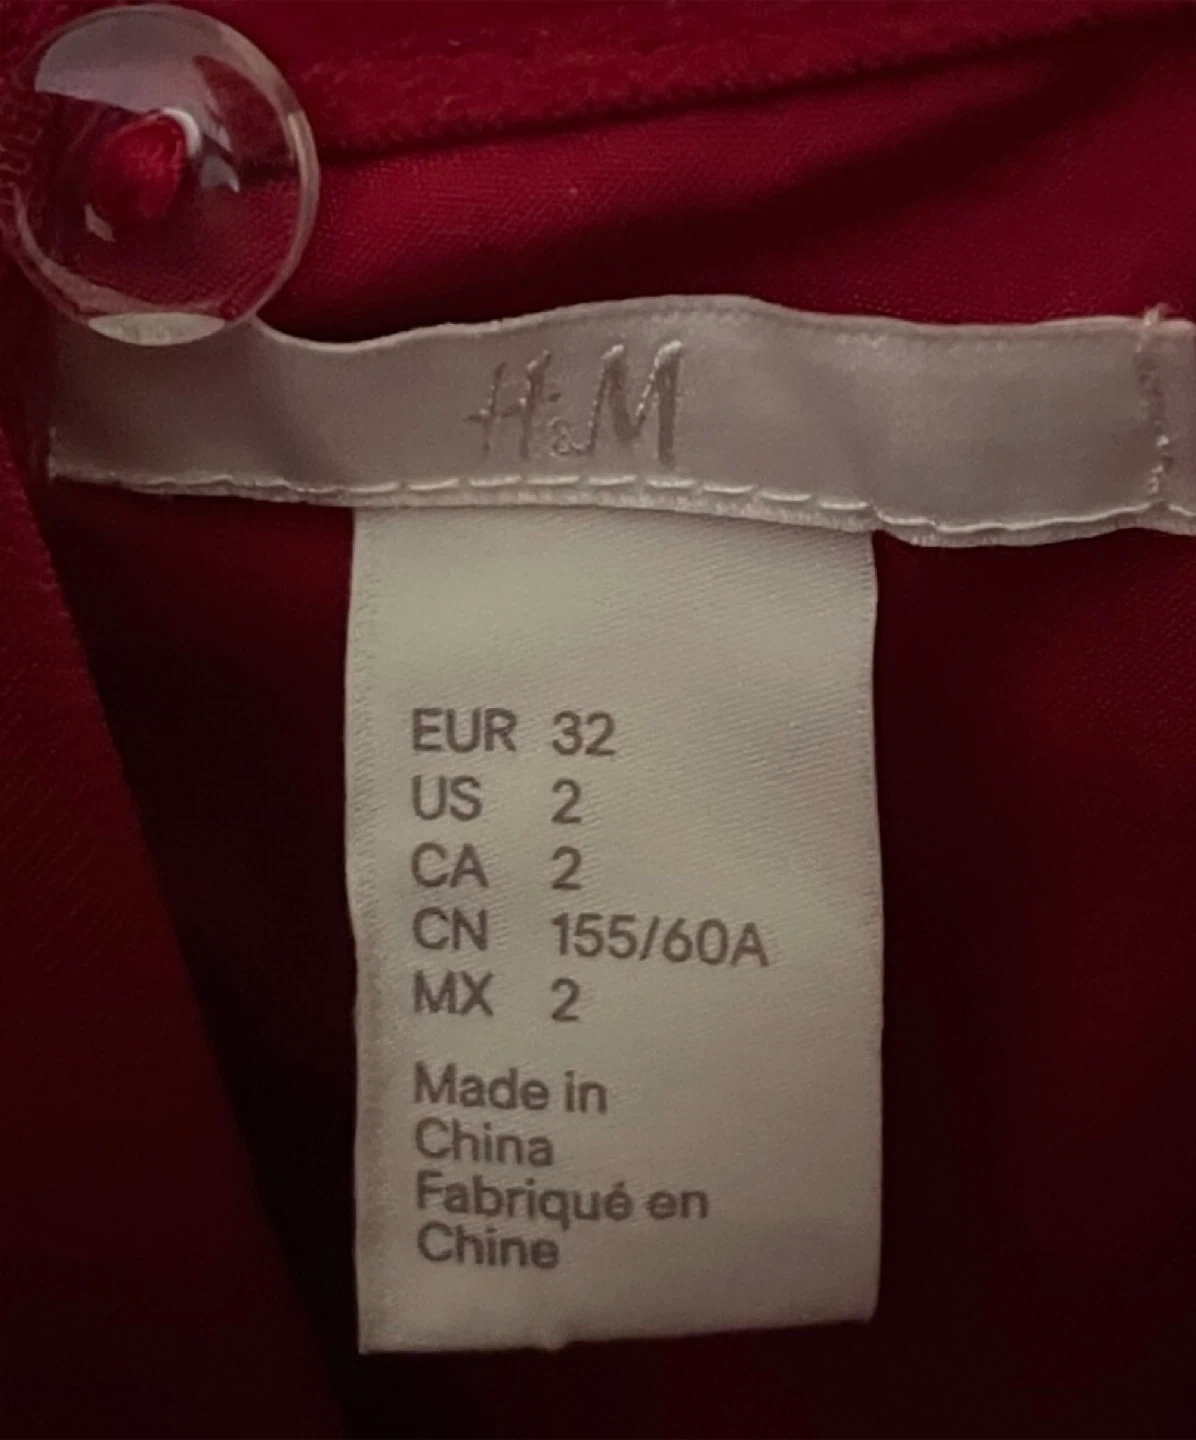 H&M
EUR 32
US 2
CA 2
CN 155/60A
MX 2
Made in
China
Fabriqué en
Chine